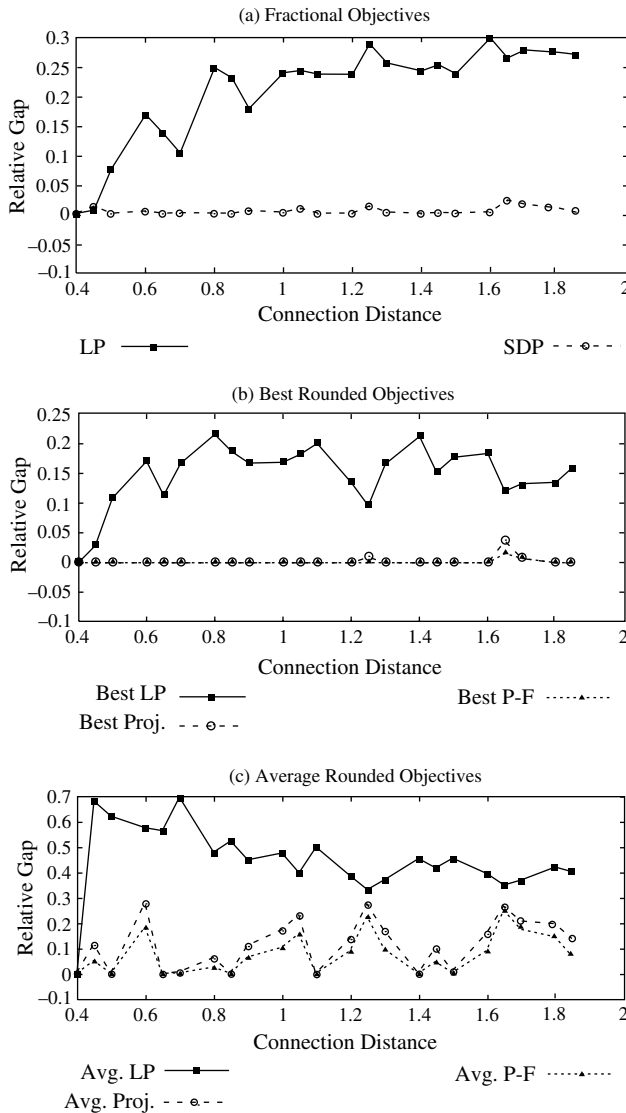 (a) Fractional Objectives
0.3
0.25
0.2
0.15
0.1
0.05
0
−0.05
−0.1
Relative Gap
0.4 0.6 0.8 1 1.2 1.4 1.6 1.8 2
Connection Distance
LP SDP
(b) Best Rounded Objectives
0.25
0.2
0.15
0.1
0.05
0
−0.05
−0.1
Relative Gap
0.4 0.6 0.8 1 1.2 1.4 1.6 1.8 2
Connection Distance
Best LP Best P-F
Best Proj.
(c) Average Rounded Objectives
0.7
0.6
0.5
0.4
0.3
0.2
0.1
0
−0.1
Relative Gap
0.4 0.6 0.8 1 1.2 1.4 1.6 1.8 2
Connection Distance
Avg. LP Avg. P-F
Avg. Proj.